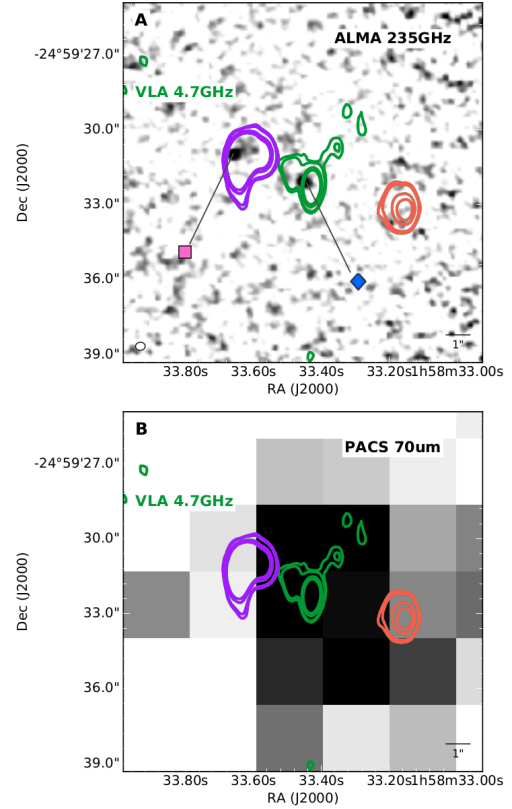 A
ALMA 235GHz
VLA 4.7GHz
-24°59'27.0"
30.0"
33.0"
36.0"
39.0"
Dec (J2000)
1"
33.80s 33.60s 33.40s 33.20s 1h58m33.00s
RA (J2000)
B
PACS 70um
VLA 4.7GHz
-24°59'27.0"
30.0"
33.0"
36.0"
39.0"
Dec (J2000)
1"
33.80s 33.60s 33.40s 33.20s 1h58m33.00s
RA (J2000)